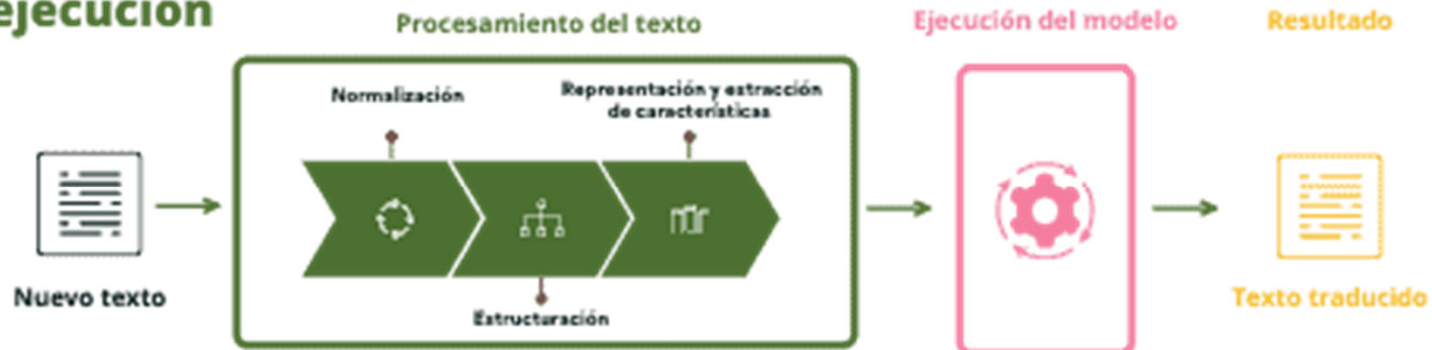 ejecución
Procesamiento del texto
Ejecución del modelo
Resultado
Normalización
Representación y extracción
de características
Nuevo texto
Estructuración
Texto traducido